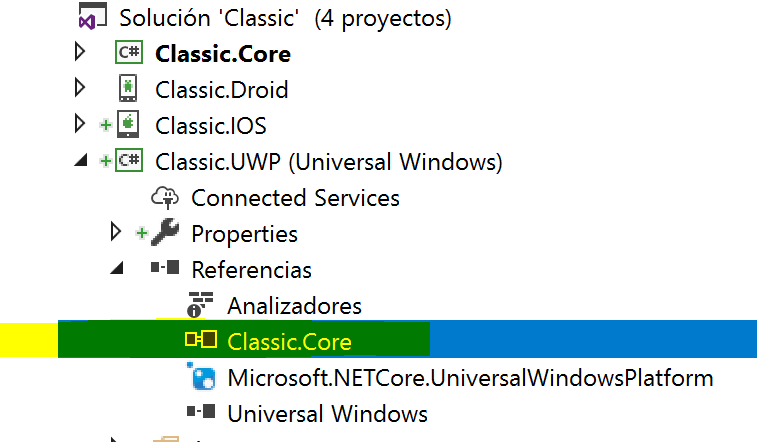 Solución 'Classic' (4 proyectos)
C# Classic.Core
Classic.Droid
Classic.IOS
C# Classic.UWP (Universal Windows)
Connected Services
Properties
Referencias
Analizadores
Classic.Core
Microsoft.NETCore.UniversalWindowsPlatform
Universal Windows